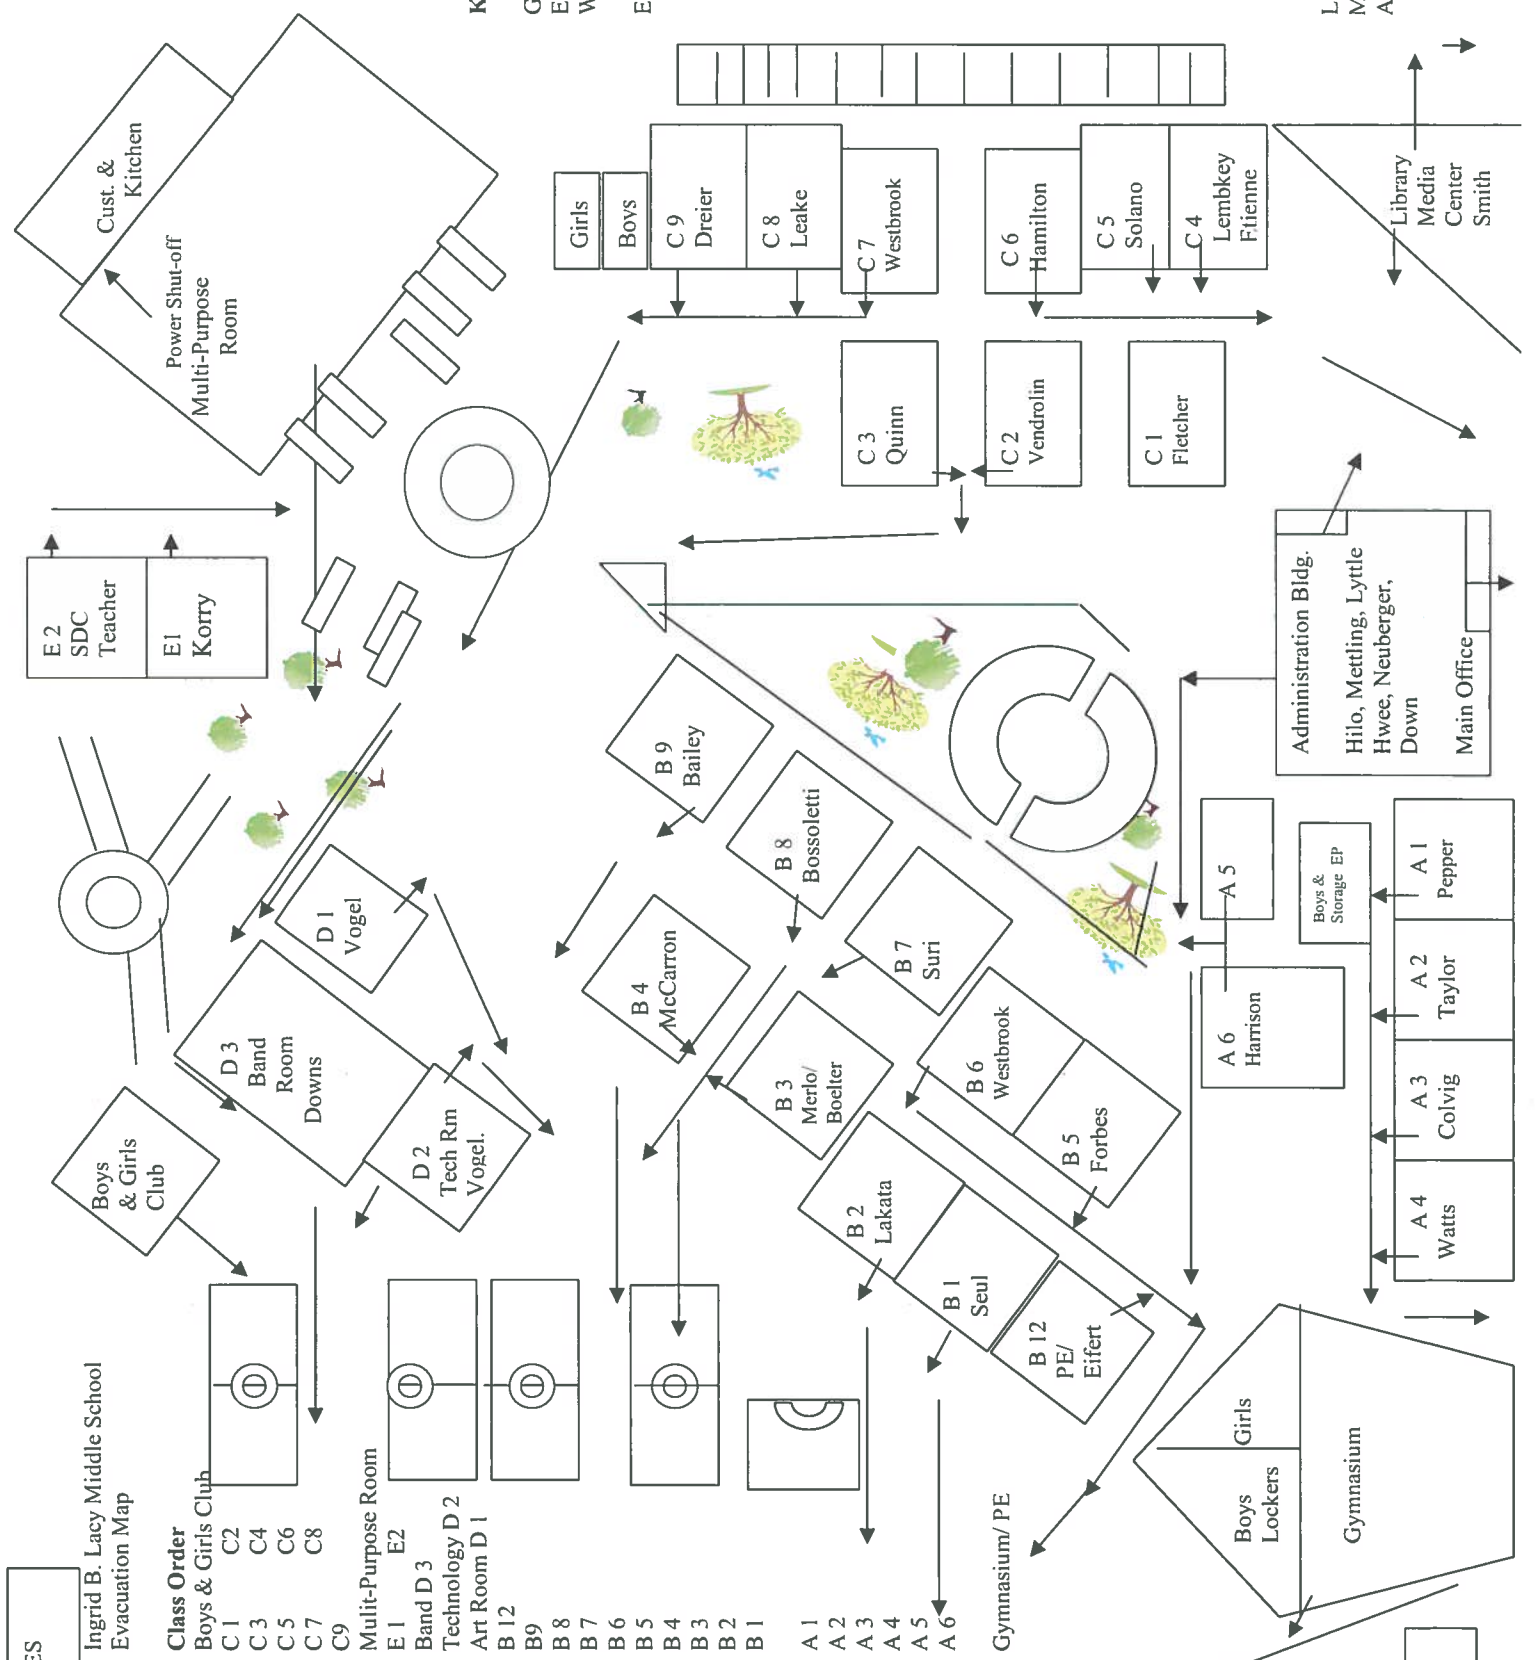 ES
Ingrid B. Lacy Middle School
Evacuation Map
Class Order
Boys & Girls Club
C 1 C2
C 3 C4
C 5 C6
C 7 C8
C9
Mulit-Purpose Room
E 1 E2
Band D 3
Technology D 2
Art Room D 1
B 12
B9
B 8
B 7
B 6
B 5
B 4
B 3
B 2
B 1
A 1
A 2
A 3
A 4
A 5
A 6
Gymnasium/ PE
Boys
& Girls
Club
D 3
Band
Room
Downs
D 2
Tech Rm
Vogel.
D 1
Vogel
E 2
SDC
Teacher
E1
Korry
Cust. &
Kitchen
Power Shut-off
Multi-Purpose
Room
Girls
Boys
C 9
Dreier
C 8
Leake
C 7
Westbrook
C 6
Hamilton
C 5
Solano
C 4
Lembkey
Etienne
C 3
Quinn
C 2
Vendrolin
C 1
Fletcher
Library
Media
Center
Smith
B 9
Bailey
B 8
Bossoletti
B 4
McCarron
B 7
Suri
B 3
Merlo/
Boelter
B 6
Westbrook
B 5
Forbes
B 2
Lakata
B 1
Seul
B 12
PE/
Eifert
Administration Bldg.
Hilo, Mettling, Lyttle
Hwee, Neuberger,
Down
Main Office
A 5
A 6
Harrison
Boys &
Storage EP
A 1
Pepper
A 2
Taylor
A 3
Colvig
A 4
Watts
Girls
Boys
Lockers
Gymnasium
K
G
E
W
E
L
M
A